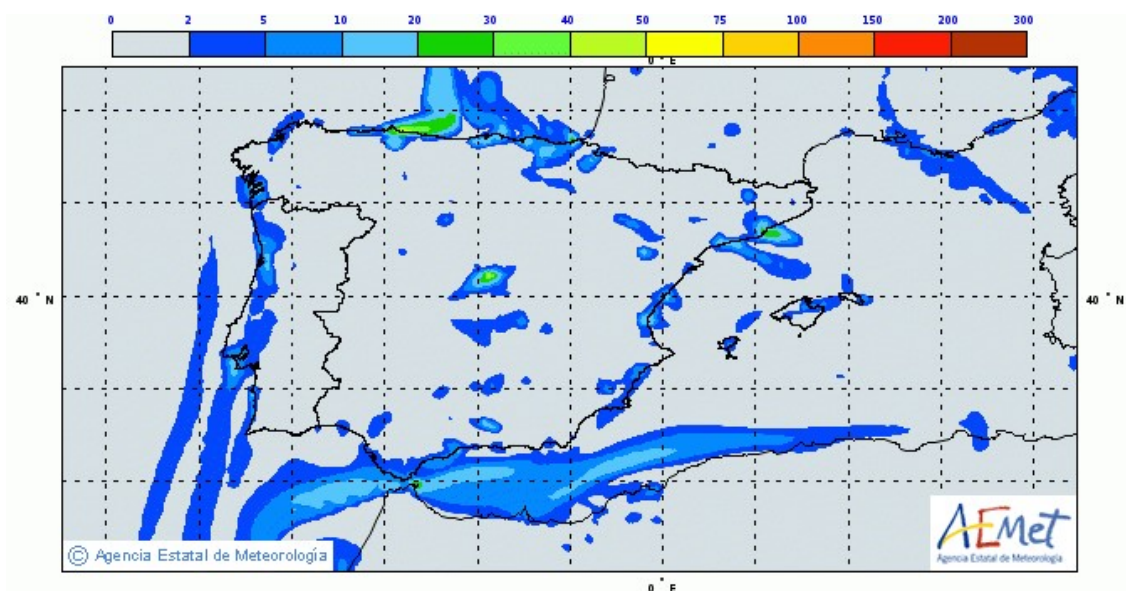 0 2 5 10 20 30 40 50 75 100 150 200 300
0 ° E
40 ° N
40 ° N
© Agencia Estatal de Meteorología
AEMet
Agencia Estatal de Meteorología
0 ° E